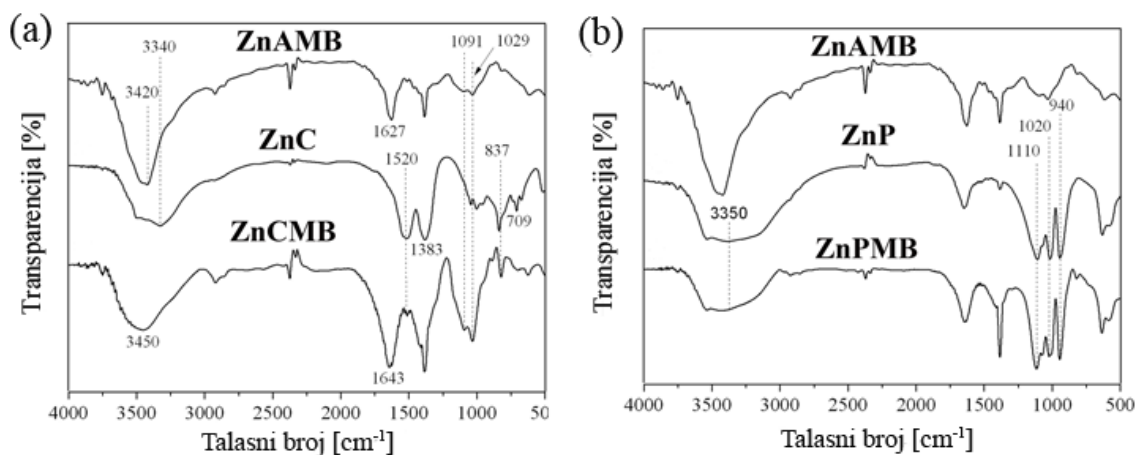 (a)
3340
3420
ZnAMB
1091
1029
1627
ZnC
1520
837
709
1383
ZnCMB
3450
1643
Transparencija [%]
4000
3500
3000
2500
2000
1500
1000
500
Talasni broj [cm⁻¹]
(b)
ZnAMB
940
1020
1110
ZnP
3350
ZnPMB
Transparencija [%]
4000
3500
3000
2500
2000
1500
1000
500
Talasni broj [cm⁻¹]